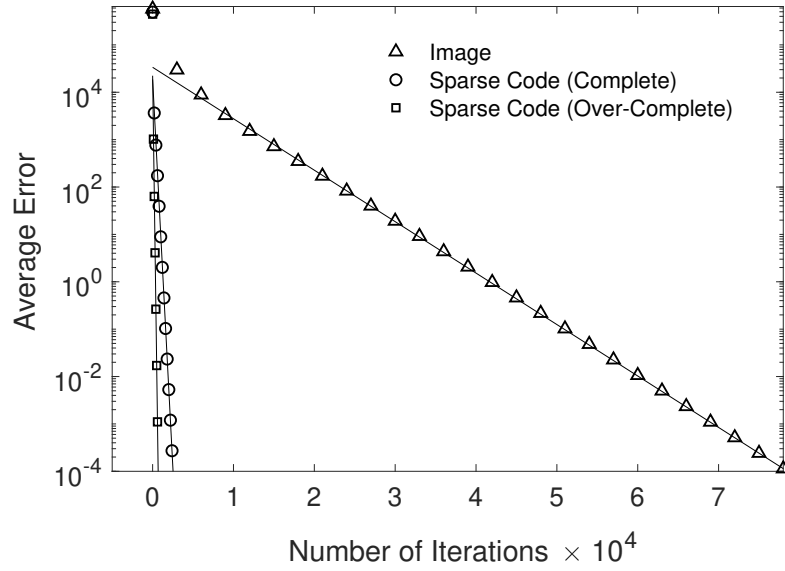 Image
Sparse Code (Complete)
Sparse Code (Over-Complete)
10^4
10^2
10^0
10^-2
10^-4
Average Error
0 1 2 3 4 5 6 7
Number of Iterations × 10^4